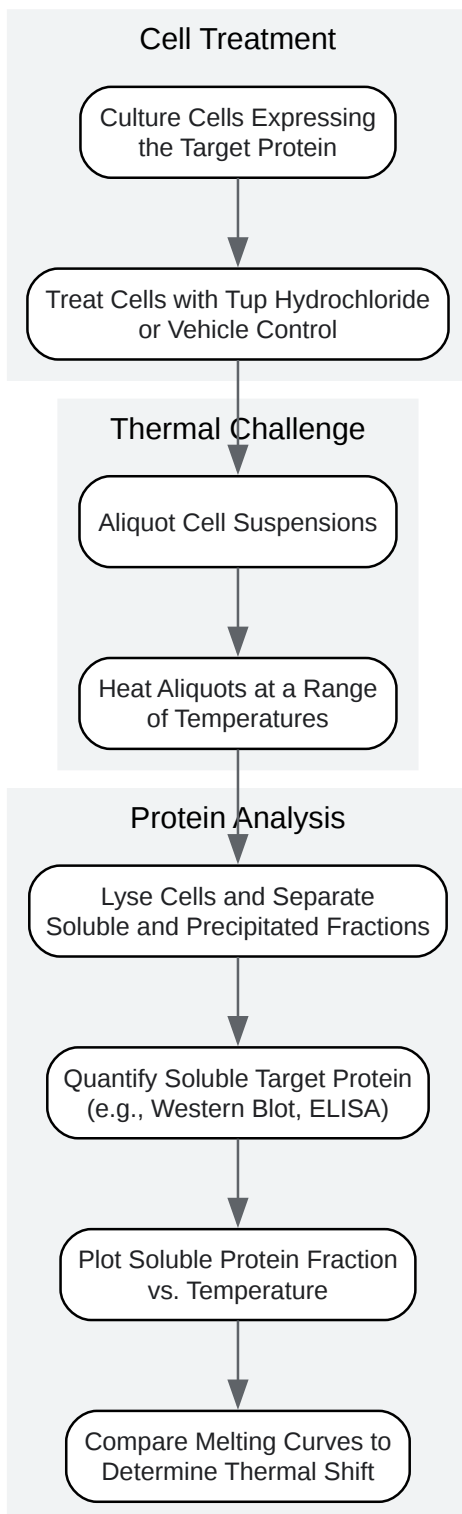 Cell Treatment
Culture Cells Expressing
the Target Protein
Treat Cells with Tup Hydrochloride
or Vehicle Control
Thermal Challenge
Aliquot Cell Suspensions
Heat Aliquots at a Range
of Temperatures
Protein Analysis
Lyse Cells and Separate
Soluble and Precipitated Fractions
Quantify Soluble Target Protein
(e.g., Western Blot, ELISA)
Plot Soluble Protein Fraction
vs. Temperature
Compare Melting Curves to
Determine Thermal Shift